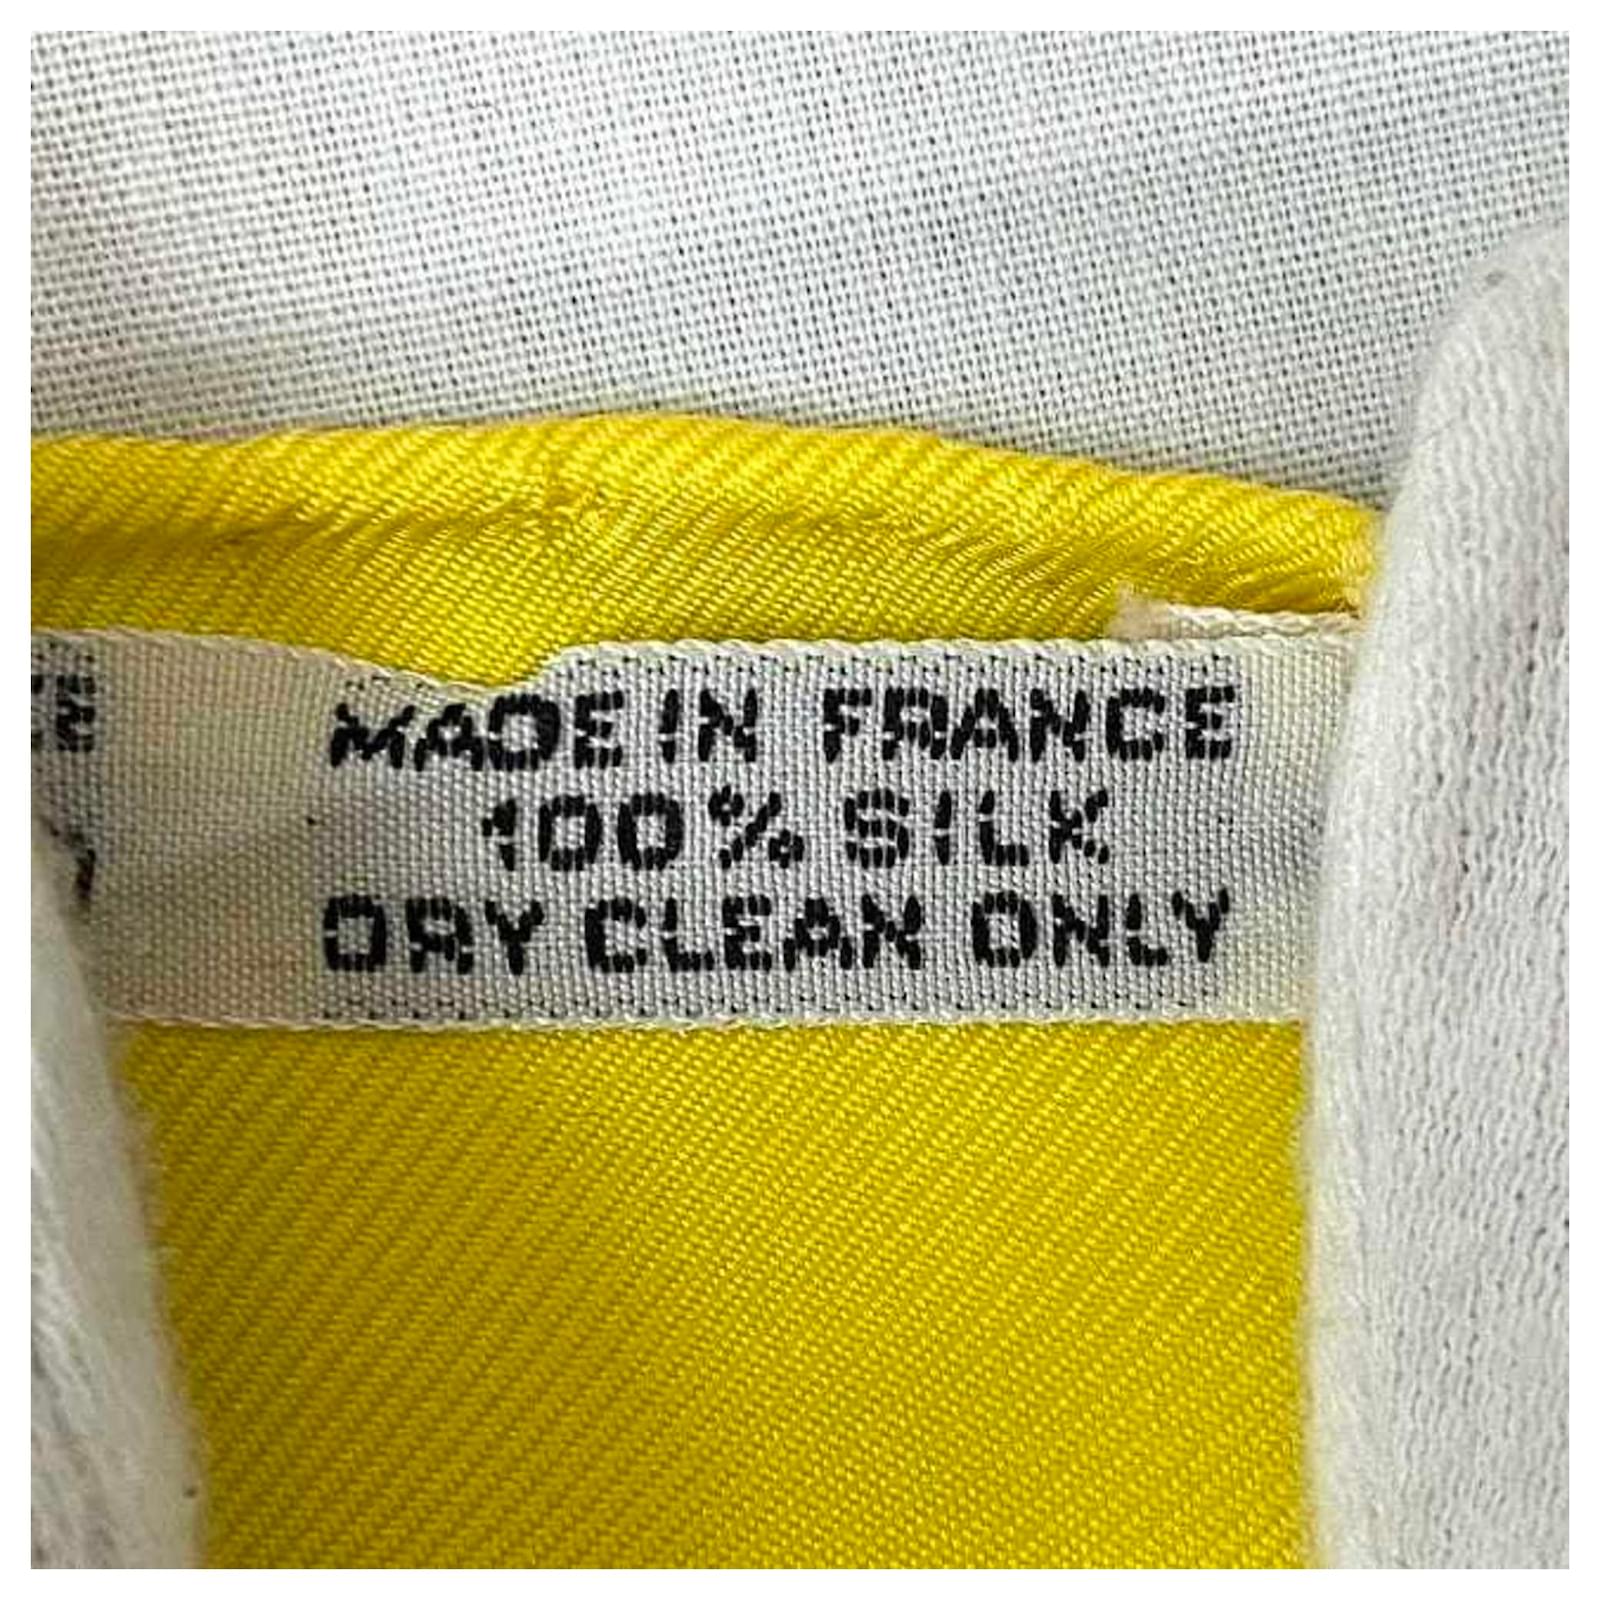 MADE IN FRANCE
100% SILK
DRY CLEAN ONLY